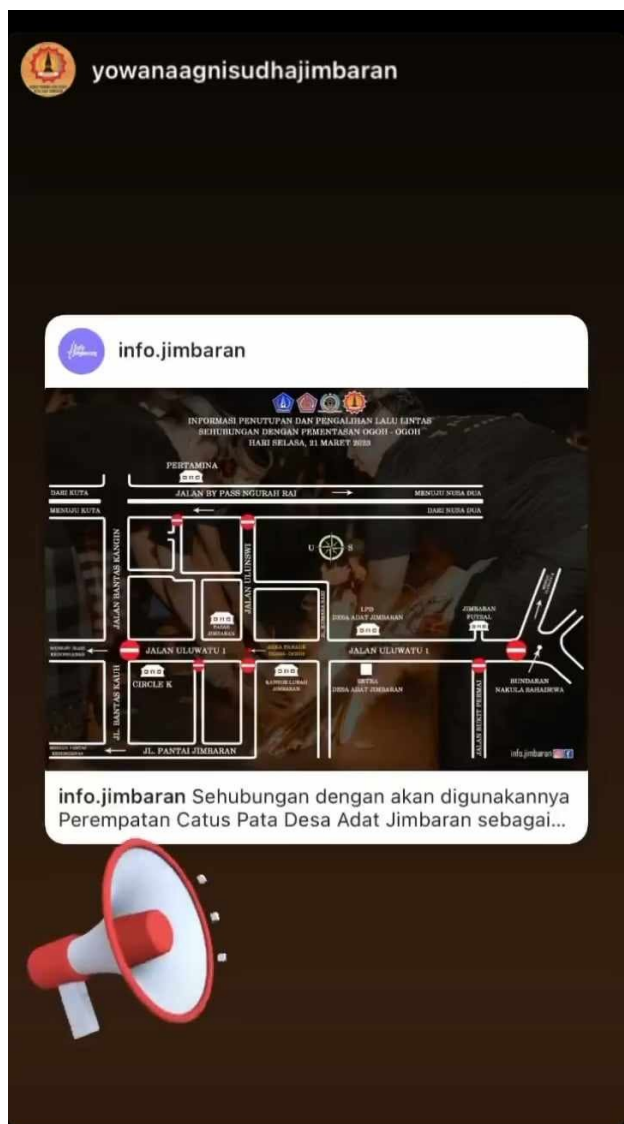 yowanaagnisudhajimbaran
info.jimbaran
INFORMASI PENUTUPAN DAN PENGALIHAN LALU LINTAS
SEHUBUNGAN DENGAN PEMENTASAN OGOH - OGOH
HARI SELASA, 21 MARET 2023
PERTAMINA
DARI KUTA
JALAN BY PASS NGURAH RAI
MENUJU NUSA DUA
MENUJU KUTA
DARI NUSA DUA
JALAN BANTAS KANGIN
JALAN ULUNSWI
U
S
PASAR
JIMBARAN
LPD
DESA ADAT JIMBARAN
JIMBARAN
FUTSAL
JALAN ULUWATU 1
JALAN ULUWATU 1
CIRCLE K
KANTOR LURAH
JIMBARAN
SETRA
DESA ADAT JIMBARAN
BUNDARAN
NAKULA SAHADEWA
JL. BANTAS KAUH
JALAN BUKIT PERMAI
JL. PANTAI JIMBARAN
info.jimbaran
info.jimbaran Sehubungan dengan akan digunakannya
Perempatan Catus Pata Desa Adat Jimbaran sebagai...